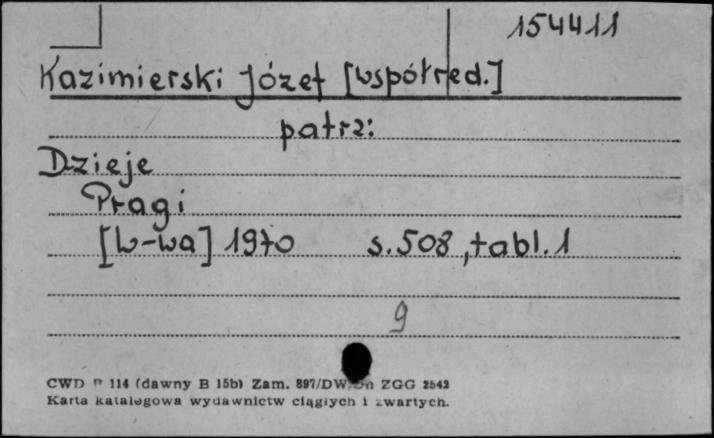 154411
Kazimierski Józef [współred.]
patrz:
Dzieje
Pragi
[W-wa] 1970 s.508, tabl.1
9
CWD 114 (dawny B 15b) Zam. 897/DW ZGG 2542
Karta katalogowa wydawnictw ciągłych i zwartych.